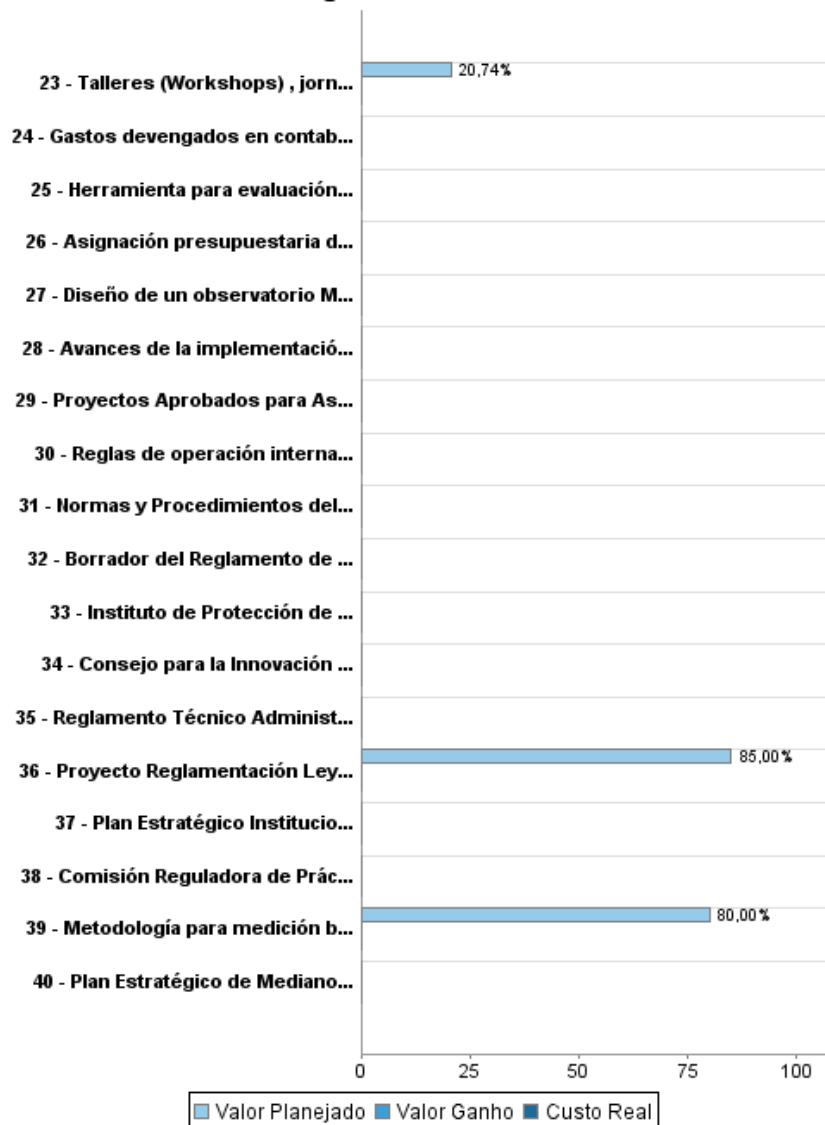 23 - Talleres (Workshops) , jorn...
20,74%
24 - Gastos devengados en contab...
25 - Herramienta para evaluación...
26 - Asignación presupuestaria d...
27 - Diseño de un observatorio M...
28 - Avances de la implementació...
29 - Proyectos Aprobados para As...
30 - Reglas de operación interna...
31 - Normas y Procedimientos del...
32 - Borrador del Reglamento de ...
33 - Instituto de Protección de ...
34 - Consejo para la Innovación ...
35 - Reglamento Técnico Administ...
36 - Proyecto Reglamentación Ley...
85,00%
37 - Plan Estratégico Institucio...
38 - Comisión Reguladora de Prác...
39 - Metodología para medición b...
80,00%
40 - Plan Estratégico de Mediano...
0 25 50 75 100
Valor Planejado Valor Ganho Custo Real